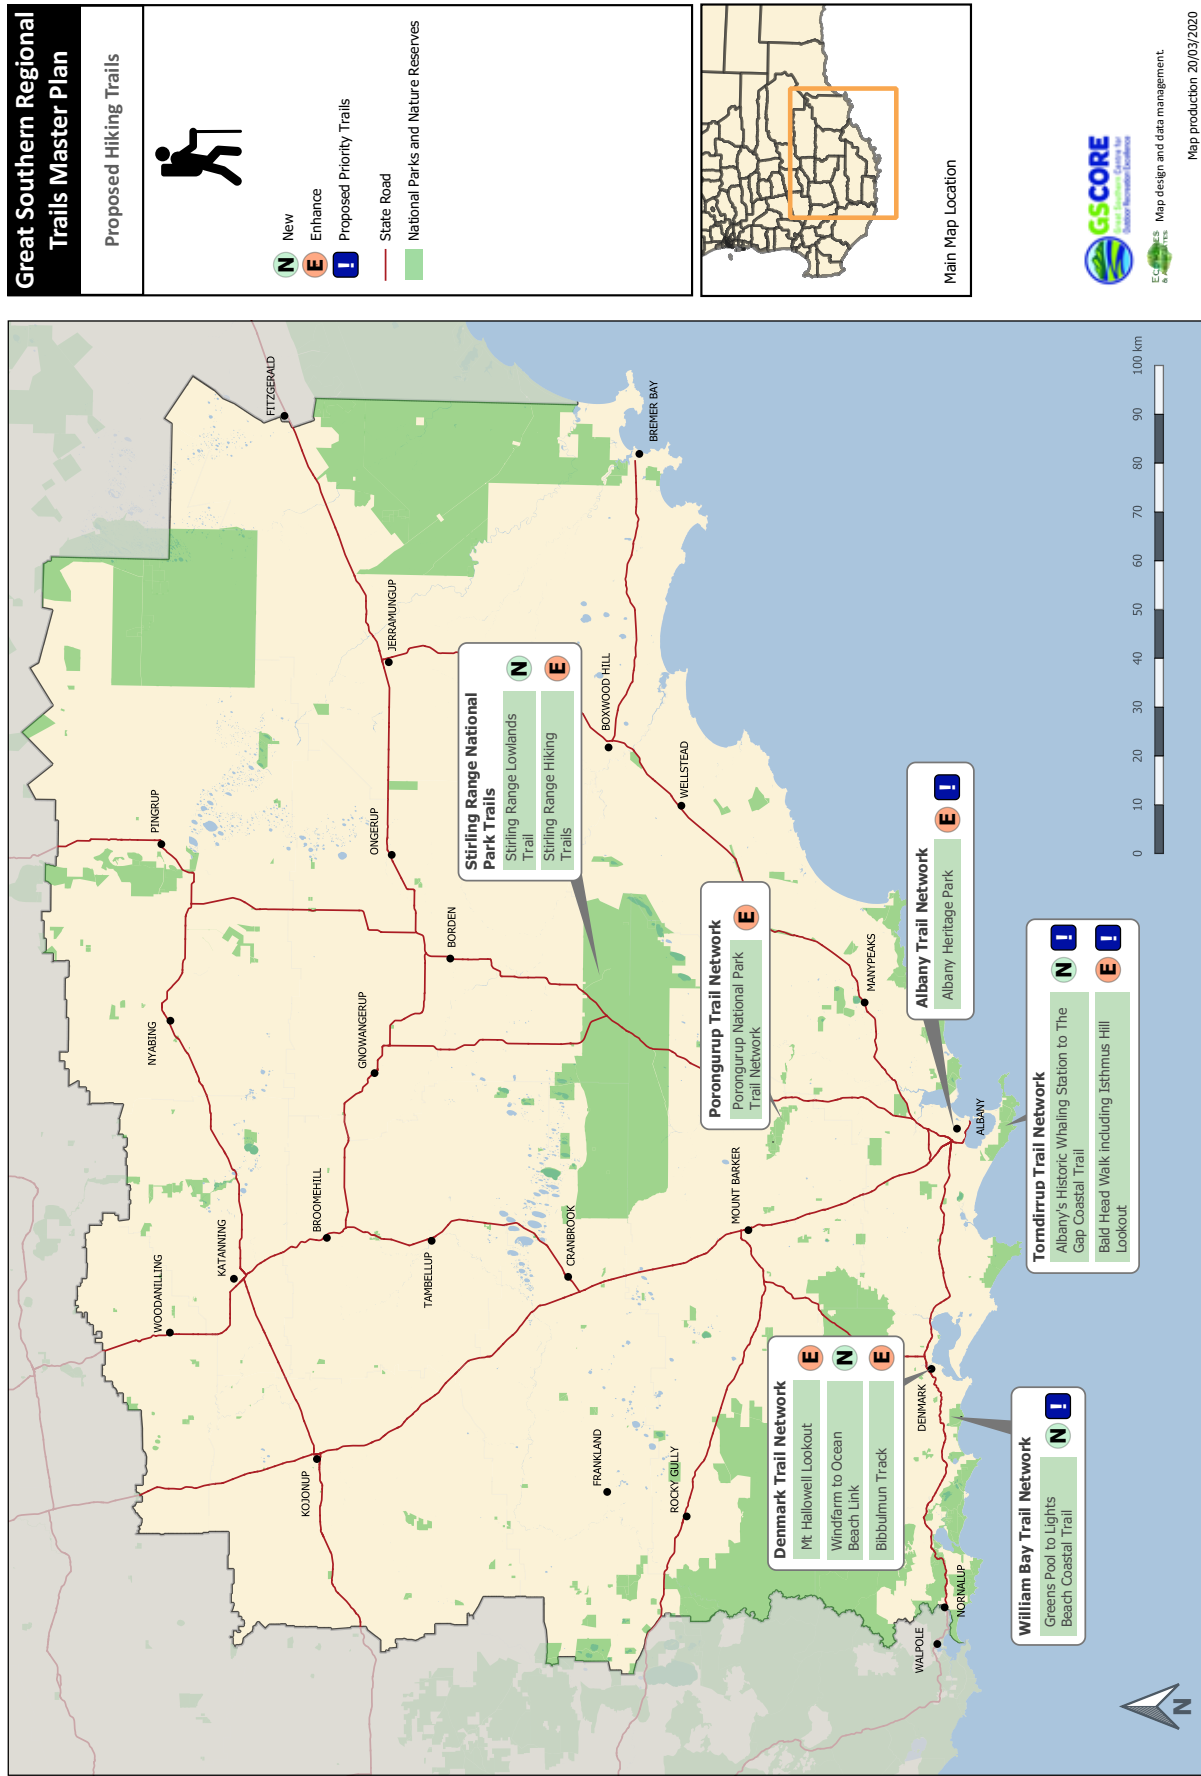 Great Southern Regional
Trails Master Plan
Proposed Hiking Trails
N New
E Enhance
! Proposed Priority Trails
State Road
National Parks and Nature Reserves
Main Map Location
GSCORE
Great Southern Centre for
Outdoor Recreation Excellence
Map design and data management.
Map production 20/03/2020
FITZGERALD
BREMER BAY
JERRAMUNGUP
BOXWOOD HILL
WELLSTEAD
PINGRUP
ONGERUP
BORDEN
NYABING
GNOWANGERUP
MANYPEAKS
ALBANY
MOUNT BARKER
BROOMEHILL
KATANNING
WOODANILLING
TAMBELLUP
CRANBROOK
KOJONUP
FRANKLAND
ROCKY GULLY
DENMARK
NORNALUP
WALPOLE
Stirling Range National
Park Trails
Stirling Range Lowlands
Trail
N
Stirling Range Hiking
Trails
E
Porongurup Trail Network
Porongurup National Park
Trail Network
E
Albany Trail Network
Albany Heritage Park
E !
Torndirrup Trail Network
Albany's Historic Whaling Station to The
Gap Coastal Trail
N !
Bald Head Walk including Isthmus Hill
Lookout
E !
Denmark Trail Network
Mt Hallowell Lookout
E
Windfarm to Ocean
Beach Link
N
Bibbulmun Track
E
William Bay Trail Network
Greens Pool to Lights
Beach Coastal Trail
N !
0 10 20 30 40 50 60 70 80 90 100 km
N